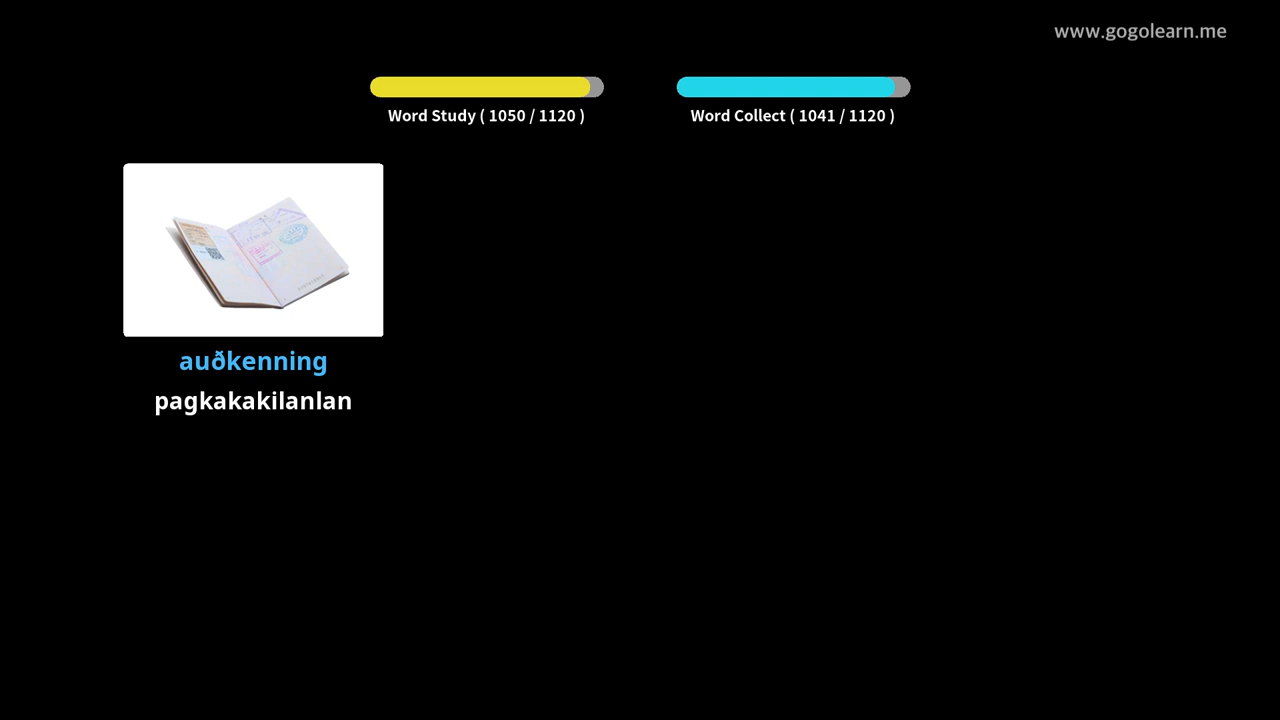 www.gogolearn.me
Word Study ( 1050 / 1120 )
Word Collect ( 1041 / 1120 )
auðkenning
pagkakakilanlan